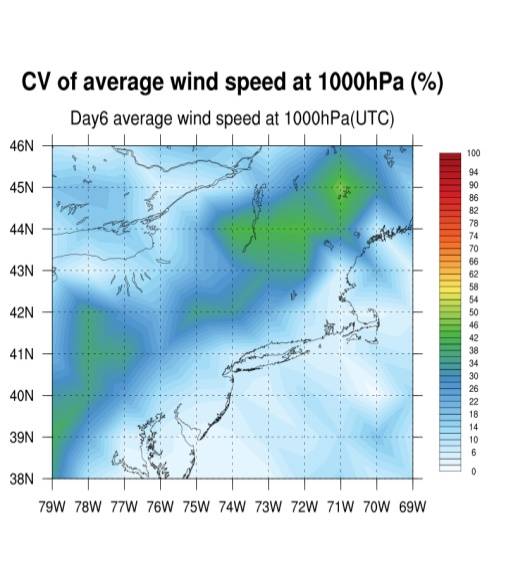 CV of average wind speed at 1000hPa (%)
Day6 average wind speed at 1000hPa(UTC)
46N
45N
44N
43N
42N
41N
40N
39N
38N
79W 78W 77W 76W 75W 74W 73W 72W 71W 70W 69W
100
94
90
86
82
78
74
70
66
62
58
54
50
46
42
38
34
30
26
22
18
14
10
6
0